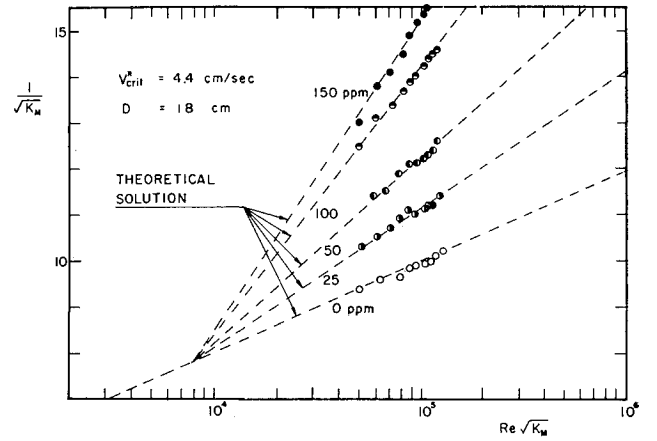 15
1
√K_M
V*crit = 4.4 cm/sec
D = 18 cm
150 ppm
THEORETICAL
SOLUTION
100
50
25
10
0 ppm
10⁴
10⁵
10⁶
Re √K_M